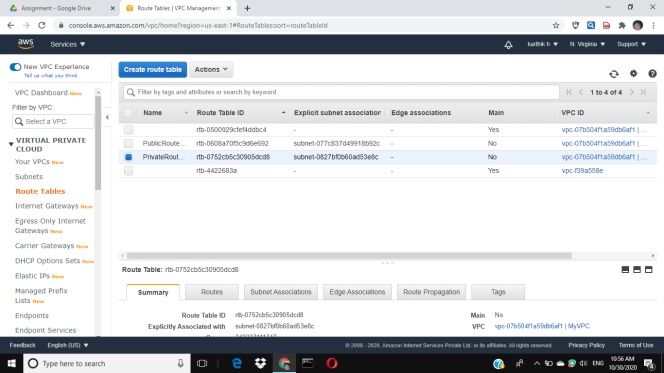 Assignment - Google Drive
Route Tables | VPC Management
console.aws.amazon.com/vpc/home?region=us-east-1#RouteTables:sort=routeTableId
aws
Services
karthik h
N. Virginia
Support
New VPC Experience
Tell us what you think
Create route table
Actions
VPC Dashboard New
Filter by tags and attributes or search by keyword
1 to 4 of 4
Filter by VPC:
Select a VPC
Name
Route Table ID
Explicit subnet association
Edge associations
Main
VPC ID
rtb-0500929cfef4ddbc4
-
-
Yes
vpc-07b504f1a59db6af1 | ...
PublicRoute...
rtb-0608a70f5c9d6e692
subnet-077c837d49918b92c
-
No
vpc-07b504f1a59db6af1 | ...
PrivateRout...
rtb-0752cb5c30905dcd8
subnet-0827bf0b60ad53e8c
-
No
vpc-07b504f1a59db6af1 | ...
rtb-4422683a
-
-
Yes
vpc-f39a558e
VIRTUAL PRIVATE
CLOUD
Your VPCs New
Subnets
Route Tables
Internet Gateways New
Egress Only Internet
Gateways New
Carrier Gateways New
DHCP Options Sets New
Elastic IPs New
Managed Prefix
Lists New
Endpoints
Endpoint Services
Route Table: rtb-0752cb5c30905dcd8
Summary
Routes
Subnet Associations
Edge Associations
Route Propagation
Tags
Route Table ID
rtb-0752cb5c30905dcd8
Main
No
Explicitly Associated with
subnet-0827bf0b60ad53e8c
VPC
vpc-07b504f1a59db6af1 | MyVPC
Feedback
English (US)
© 2008 - 2020, Amazon Internet Services Private Ltd. or its affiliates. All rights reserved.
Privacy Policy
Terms of Use
Type here to search
ENG
10:56 AM
10/30/2020
4